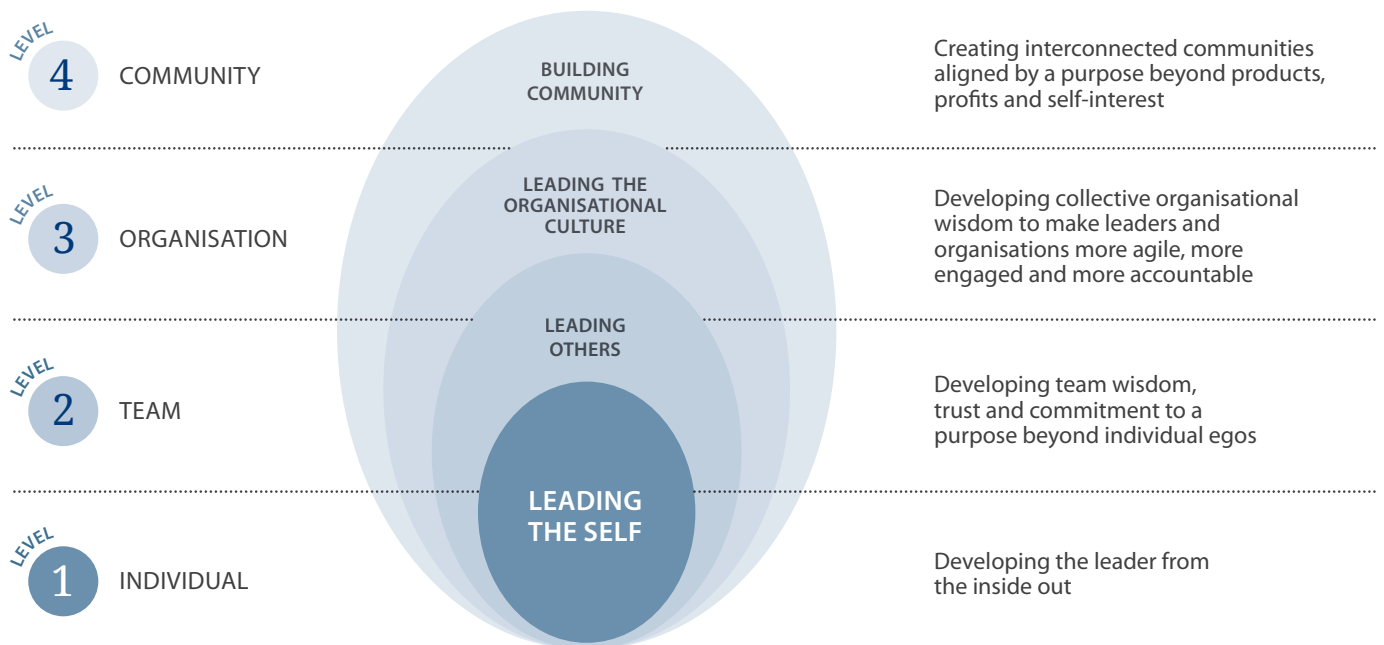 LEVEL
4
COMMUNITY
BUILDING
COMMUNITY
Creating interconnected communities
aligned by a purpose beyond products,
profits and self-interest
LEVEL
3
ORGANISATION
LEADING THE
ORGANISATIONAL
CULTURE
Developing collective organisational
wisdom to make leaders and
organisations more agile, more
engaged and more accountable
LEVEL
2
TEAM
LEADING
OTHERS
Developing team wisdom,
trust and commitment to a
purpose beyond individual egos
LEVEL
1
INDIVIDUAL
LEADING
THE SELF
Developing the leader from
the inside out